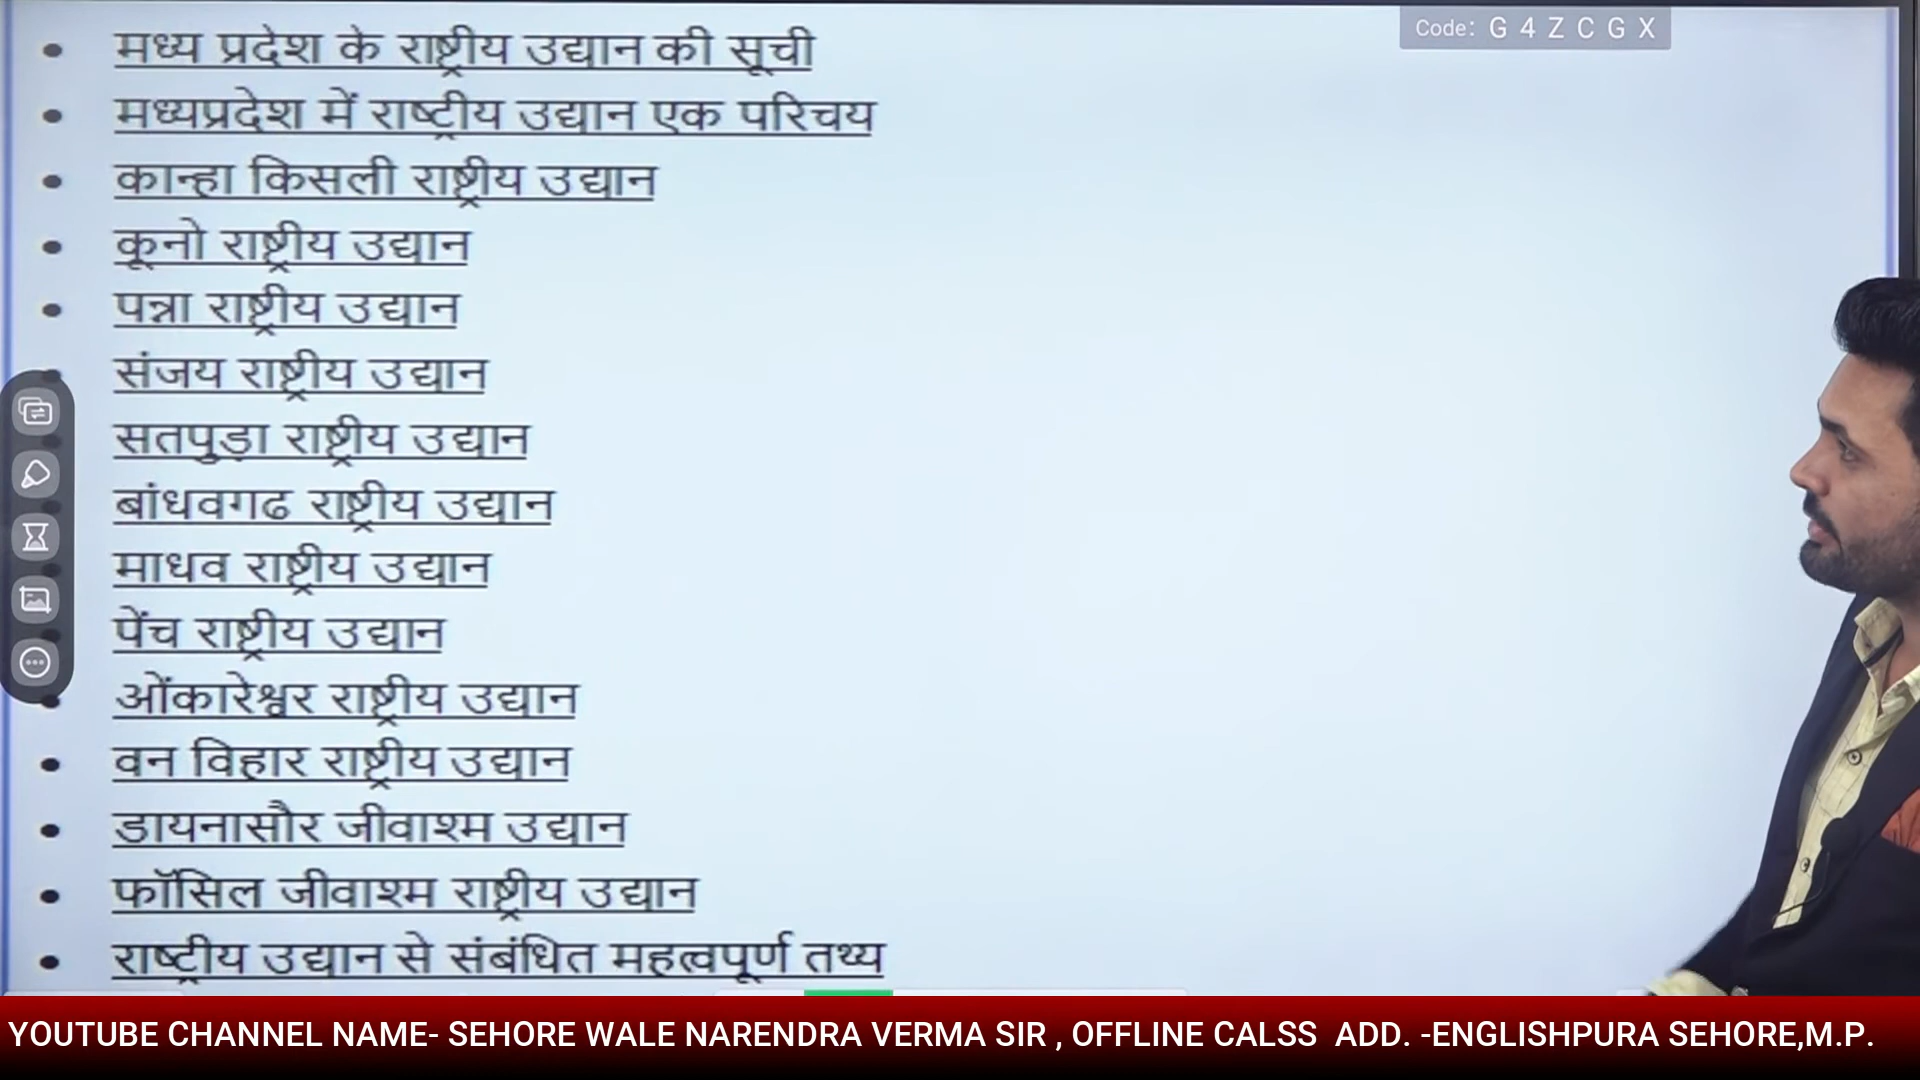 Code: G 4 Z C G X
मध्य प्रदेश के राष्ट्रीय उद्यान की सूची
मध्यप्रदेश में राष्ट्रीय उद्यान एक परिचय
कान्हा किसली राष्ट्रीय उद्यान
कूनो राष्ट्रीय उद्यान
पन्ना राष्ट्रीय उद्यान
संजय राष्ट्रीय उद्यान
सतपुड़ा राष्ट्रीय उद्यान
बांधवगढ राष्ट्रीय उद्यान
माधव राष्ट्रीय उद्यान
पेंच राष्ट्रीय उद्यान
ओंकारेश्वर राष्ट्रीय उद्यान
वन विहार राष्ट्रीय उद्यान
डायनासौर जीवाश्म उद्यान
फॉसिल जीवाश्म राष्ट्रीय उद्यान
राष्ट्रीय उद्यान से संबंधित महत्वपूर्ण तथ्य
YOUTUBE CHANNEL NAME- SEHORE WALE NARENDRA VERMA SIR , OFFLINE CALSS ADD. -ENGLISHPURA SEHORE,M.P.